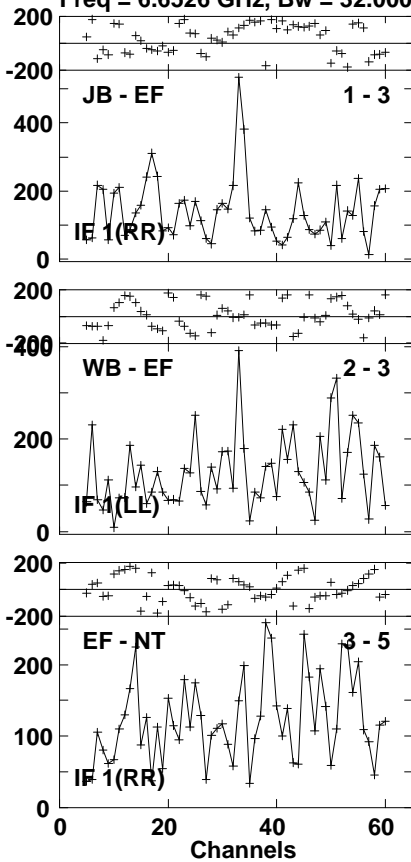 Freq = 6.6526 GHz, Bw = 32.000
200
-200
JB - EF 1 - 3
400
200
IF 1(RR)
0
200
-200
400
WB - EF 2 - 3
200
IF 1(LL)
0
200
-200
EF - NT 3 - 5
200
100
IF 1(RR)
0
0 20 40 60
Channels